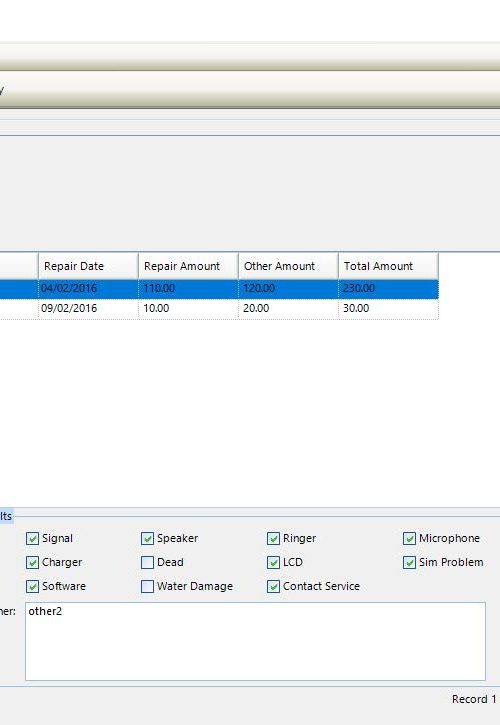 y
Repair Date Repair Amount Other Amount Total Amount
04/02/2016 110.00 120.00 230.00
09/02/2016 10.00 20.00 30.00
lts
Signal Speaker Ringer Microphone
Charger Dead LCD Sim Problem
Software Water Damage Contact Service
her: other2
Record 1